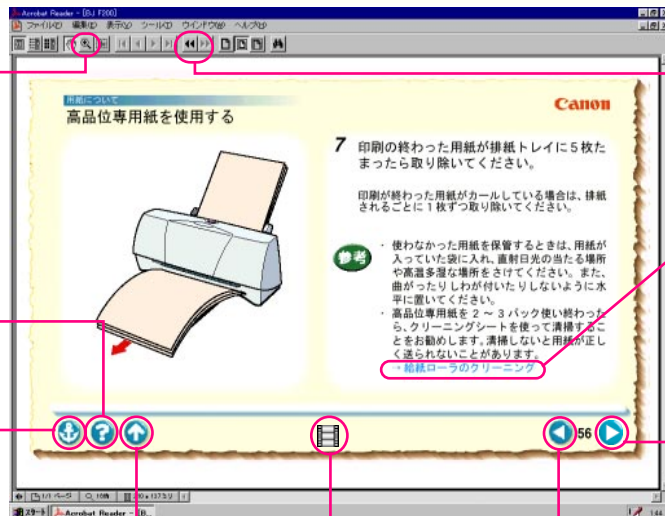 Acrobat Reader - [BJ F200]
ファイル(F) 編集(E) 表示(V) ツール(T) ウィンドウ(W) ヘルプ(H)
用紙について
高品位専用紙を使用する
Canon
7 印刷の終わった用紙が排紙トレイに5枚た
まったら取り除いてください。
印刷が終わった用紙がカールしている場合は、排紙
されるごとに1枚ずつ取り除いてください。
参考
・ 使わなかった用紙を保管するときは、用紙が
入っていた袋に入れ、直射日光の当たる場所
や高温多湿な場所をさけてください。また、
曲がったりしわが付いたりしないように水
平に置いてください。
・ 高品位専用紙を2～3パック使い終わった
ら、クリーニングシートを使って清掃するこ
とをお勧めします。清掃しないと用紙が正し
く送られないことがあります。
→給紙ローラのクリーニング
?
56
1/1 ページ
スタート
Acrobat Reader - [B...